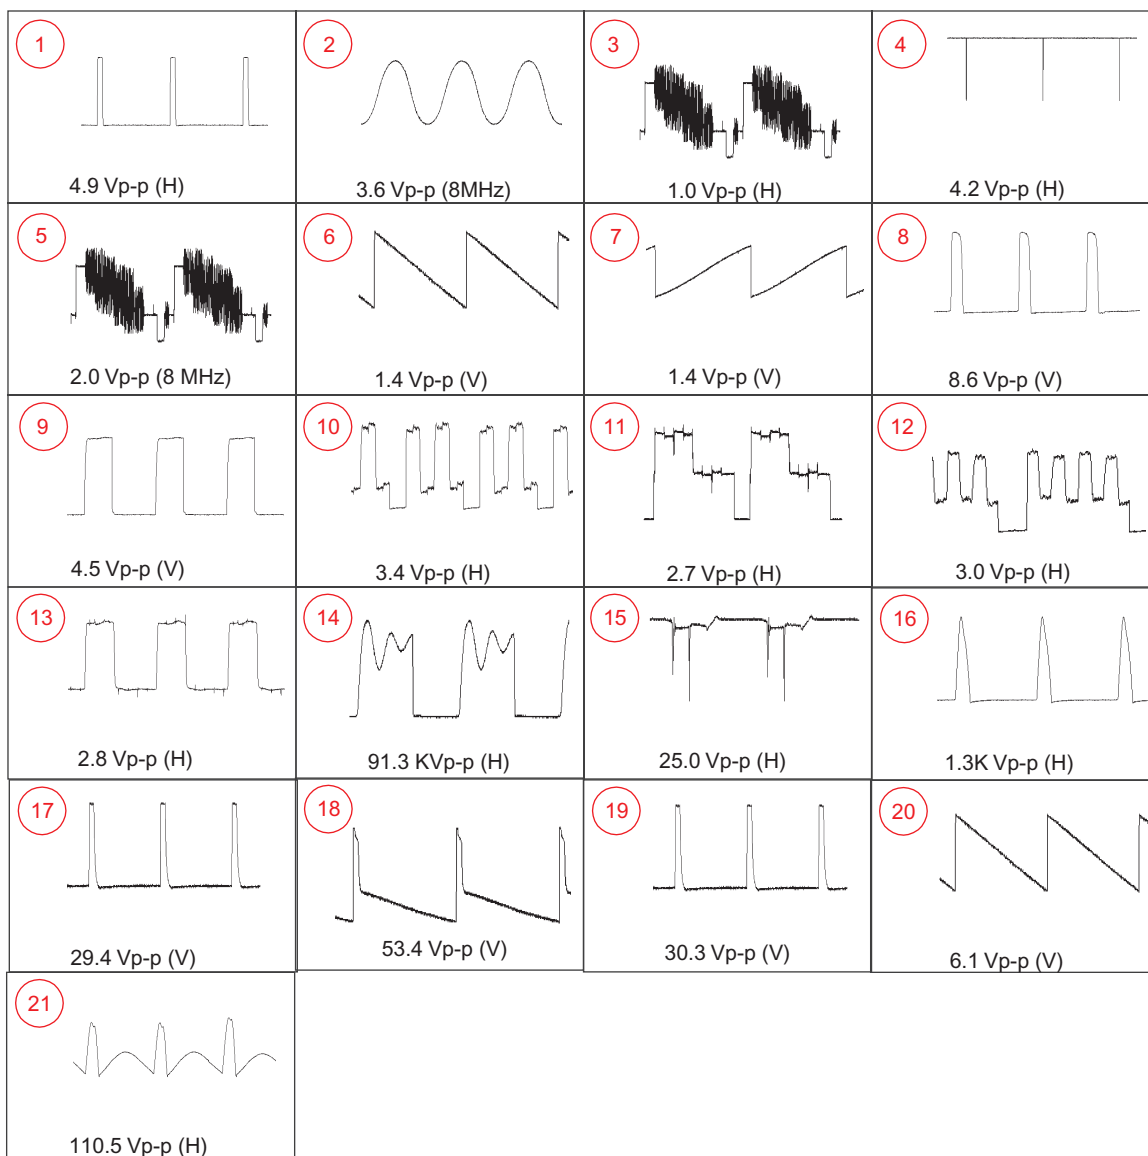 1
4.9 Vp-p (H)
2
3.6 Vp-p (8MHz)
3
1.0 Vp-p (H)
4
4.2 Vp-p (H)
5
2.0 Vp-p (8 MHz)
6
1.4 Vp-p (V)
7
1.4 Vp-p (V)
8
8.6 Vp-p (V)
9
4.5 Vp-p (V)
10
3.4 Vp-p (H)
11
2.7 Vp-p (H)
12
3.0 Vp-p (H)
13
2.8 Vp-p (H)
14
91.3 KVp-p (H)
15
25.0 Vp-p (H)
16
1.3K Vp-p (H)
17
29.4 Vp-p (V)
18
53.4 Vp-p (V)
19
30.3 Vp-p (V)
20
6.1 Vp-p (V)
21
110.5 Vp-p (H)